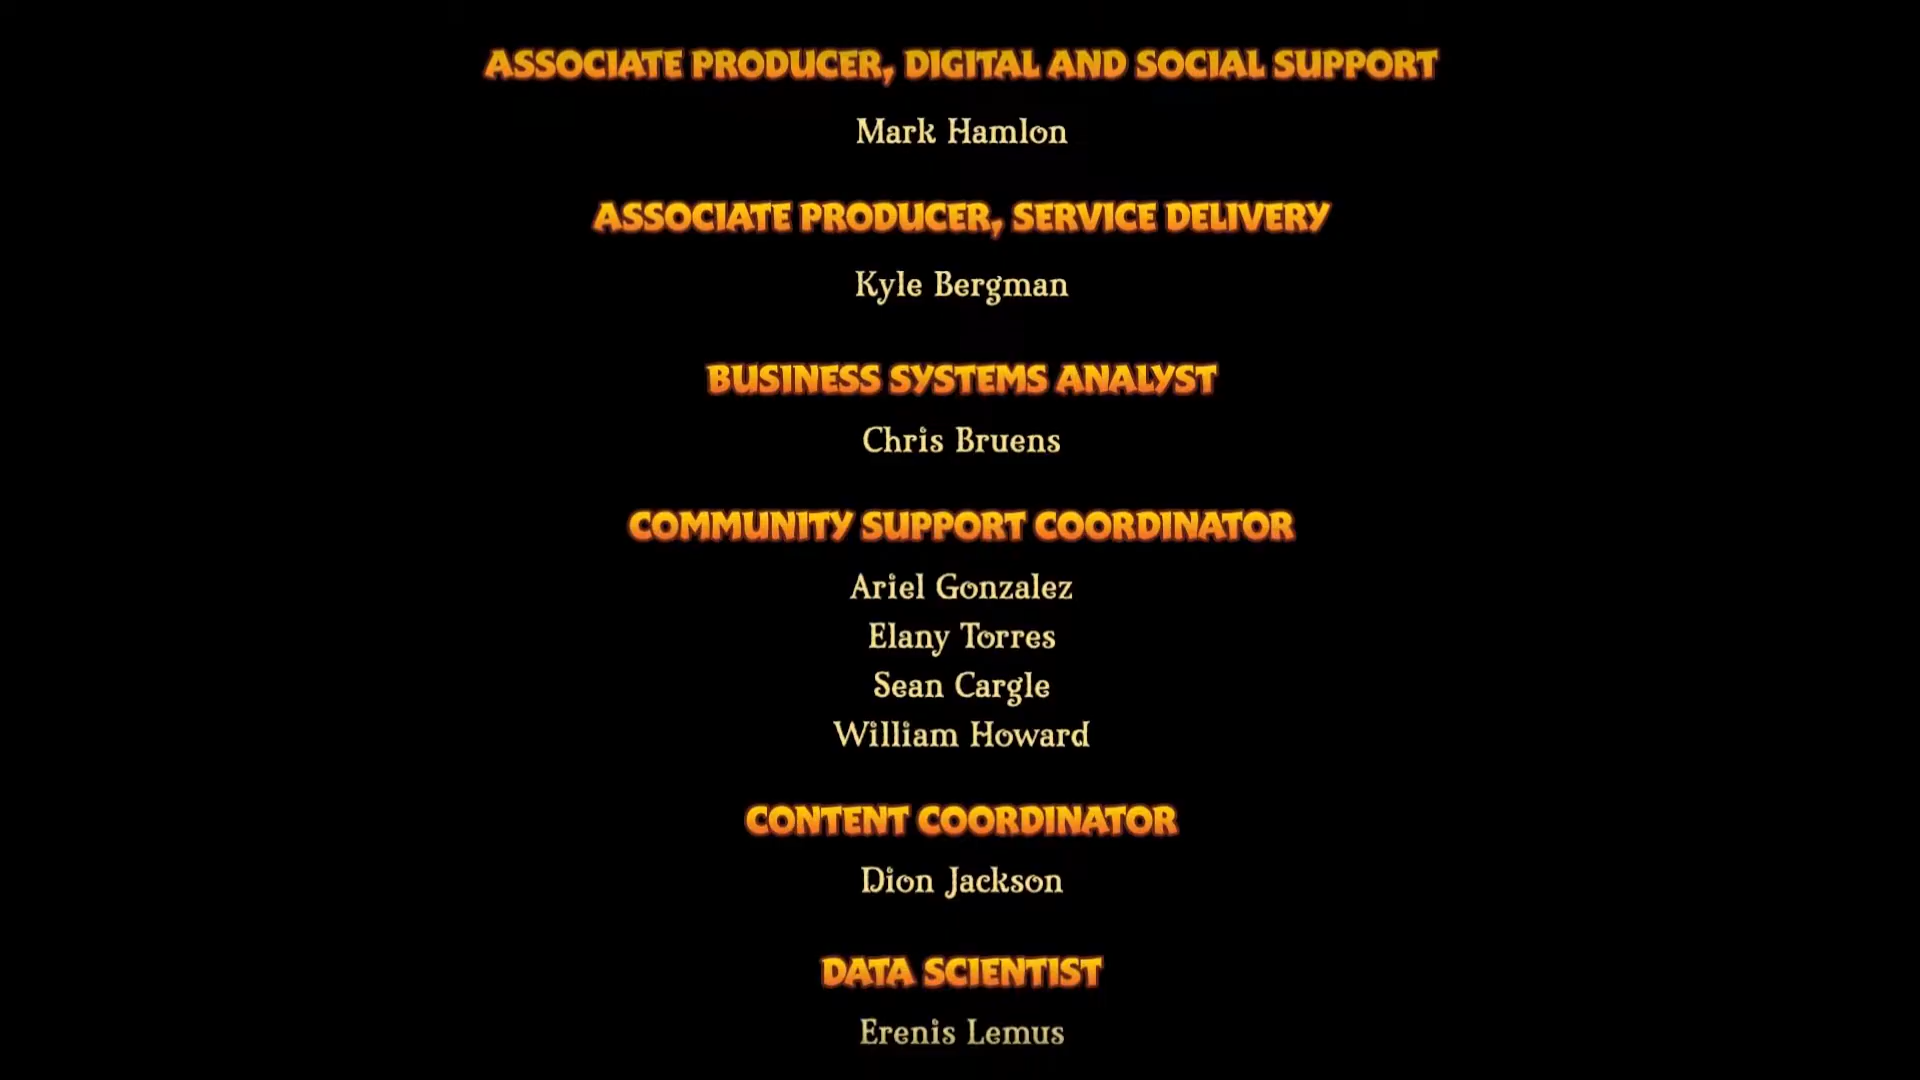 ASSOCIATE PRODUCER, DIGITAL AND SOCIAL SUPPORT
Mark Hamlon
ASSOCIATE PRODUCER, SERVICE DELIVERY
Kyle Bergman
BUSINESS SYSTEMS ANALYST
Chris Bruens
COMMUNITY SUPPORT COORDINATOR
Ariel Gonzalez
Elany Torres
Sean Cargle
William Howard
CONTENT COORDINATOR
Dion Jackson
DATA SCIENTIST
Erenis Lemus